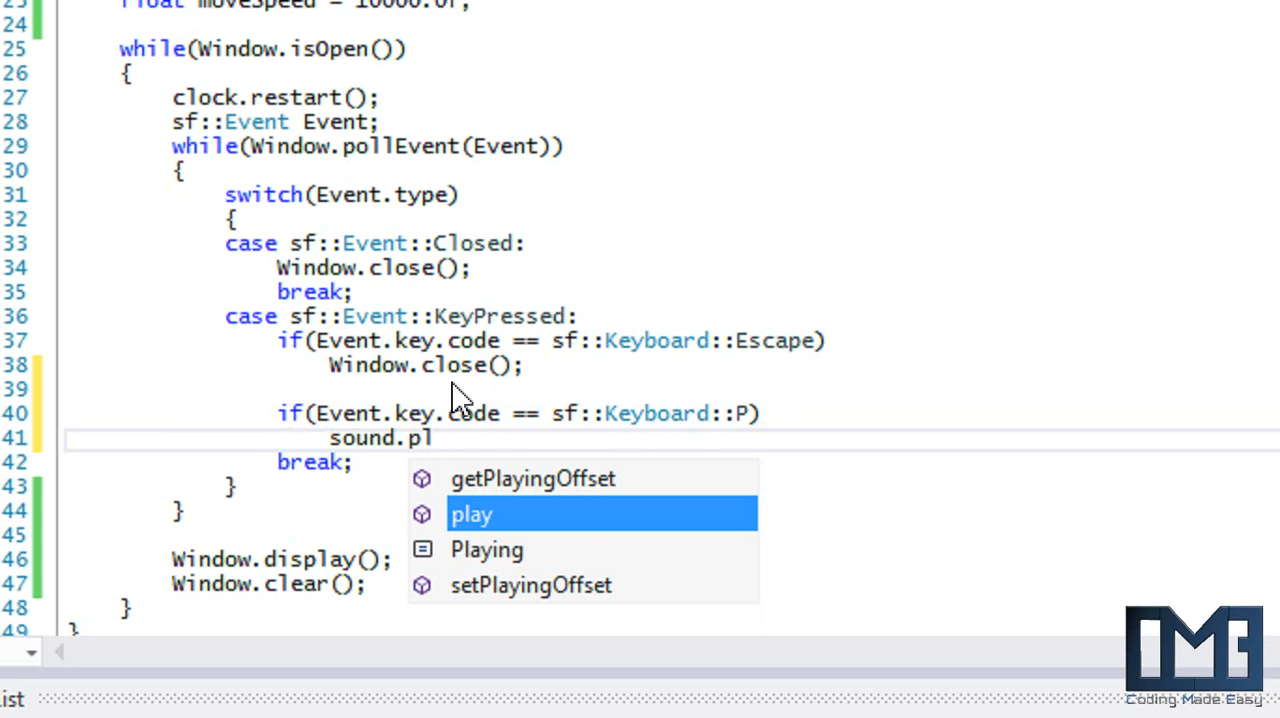 23 float moveSpeed = 10000.0f;
24
25 while(Window.isOpen())
26 {
27 clock.restart();
28 sf::Event Event;
29 while(Window.pollEvent(Event))
30 {
31 switch(Event.type)
32 {
33 case sf::Event::Closed:
34 Window.close();
35 break;
36 case sf::Event::KeyPressed:
37 if(Event.key.code == sf::Keyboard::Escape)
38 Window.close();
39
40 if(Event.key.code == sf::Keyboard::P)
41 sound.pl
42 break;
getPlayingOffset
43 }
play
44 }
45
Playing
46 Window.display();
setPlayingOffset
47 Window.clear();
48 }
49 }
ist
IME
Coding Made Easy